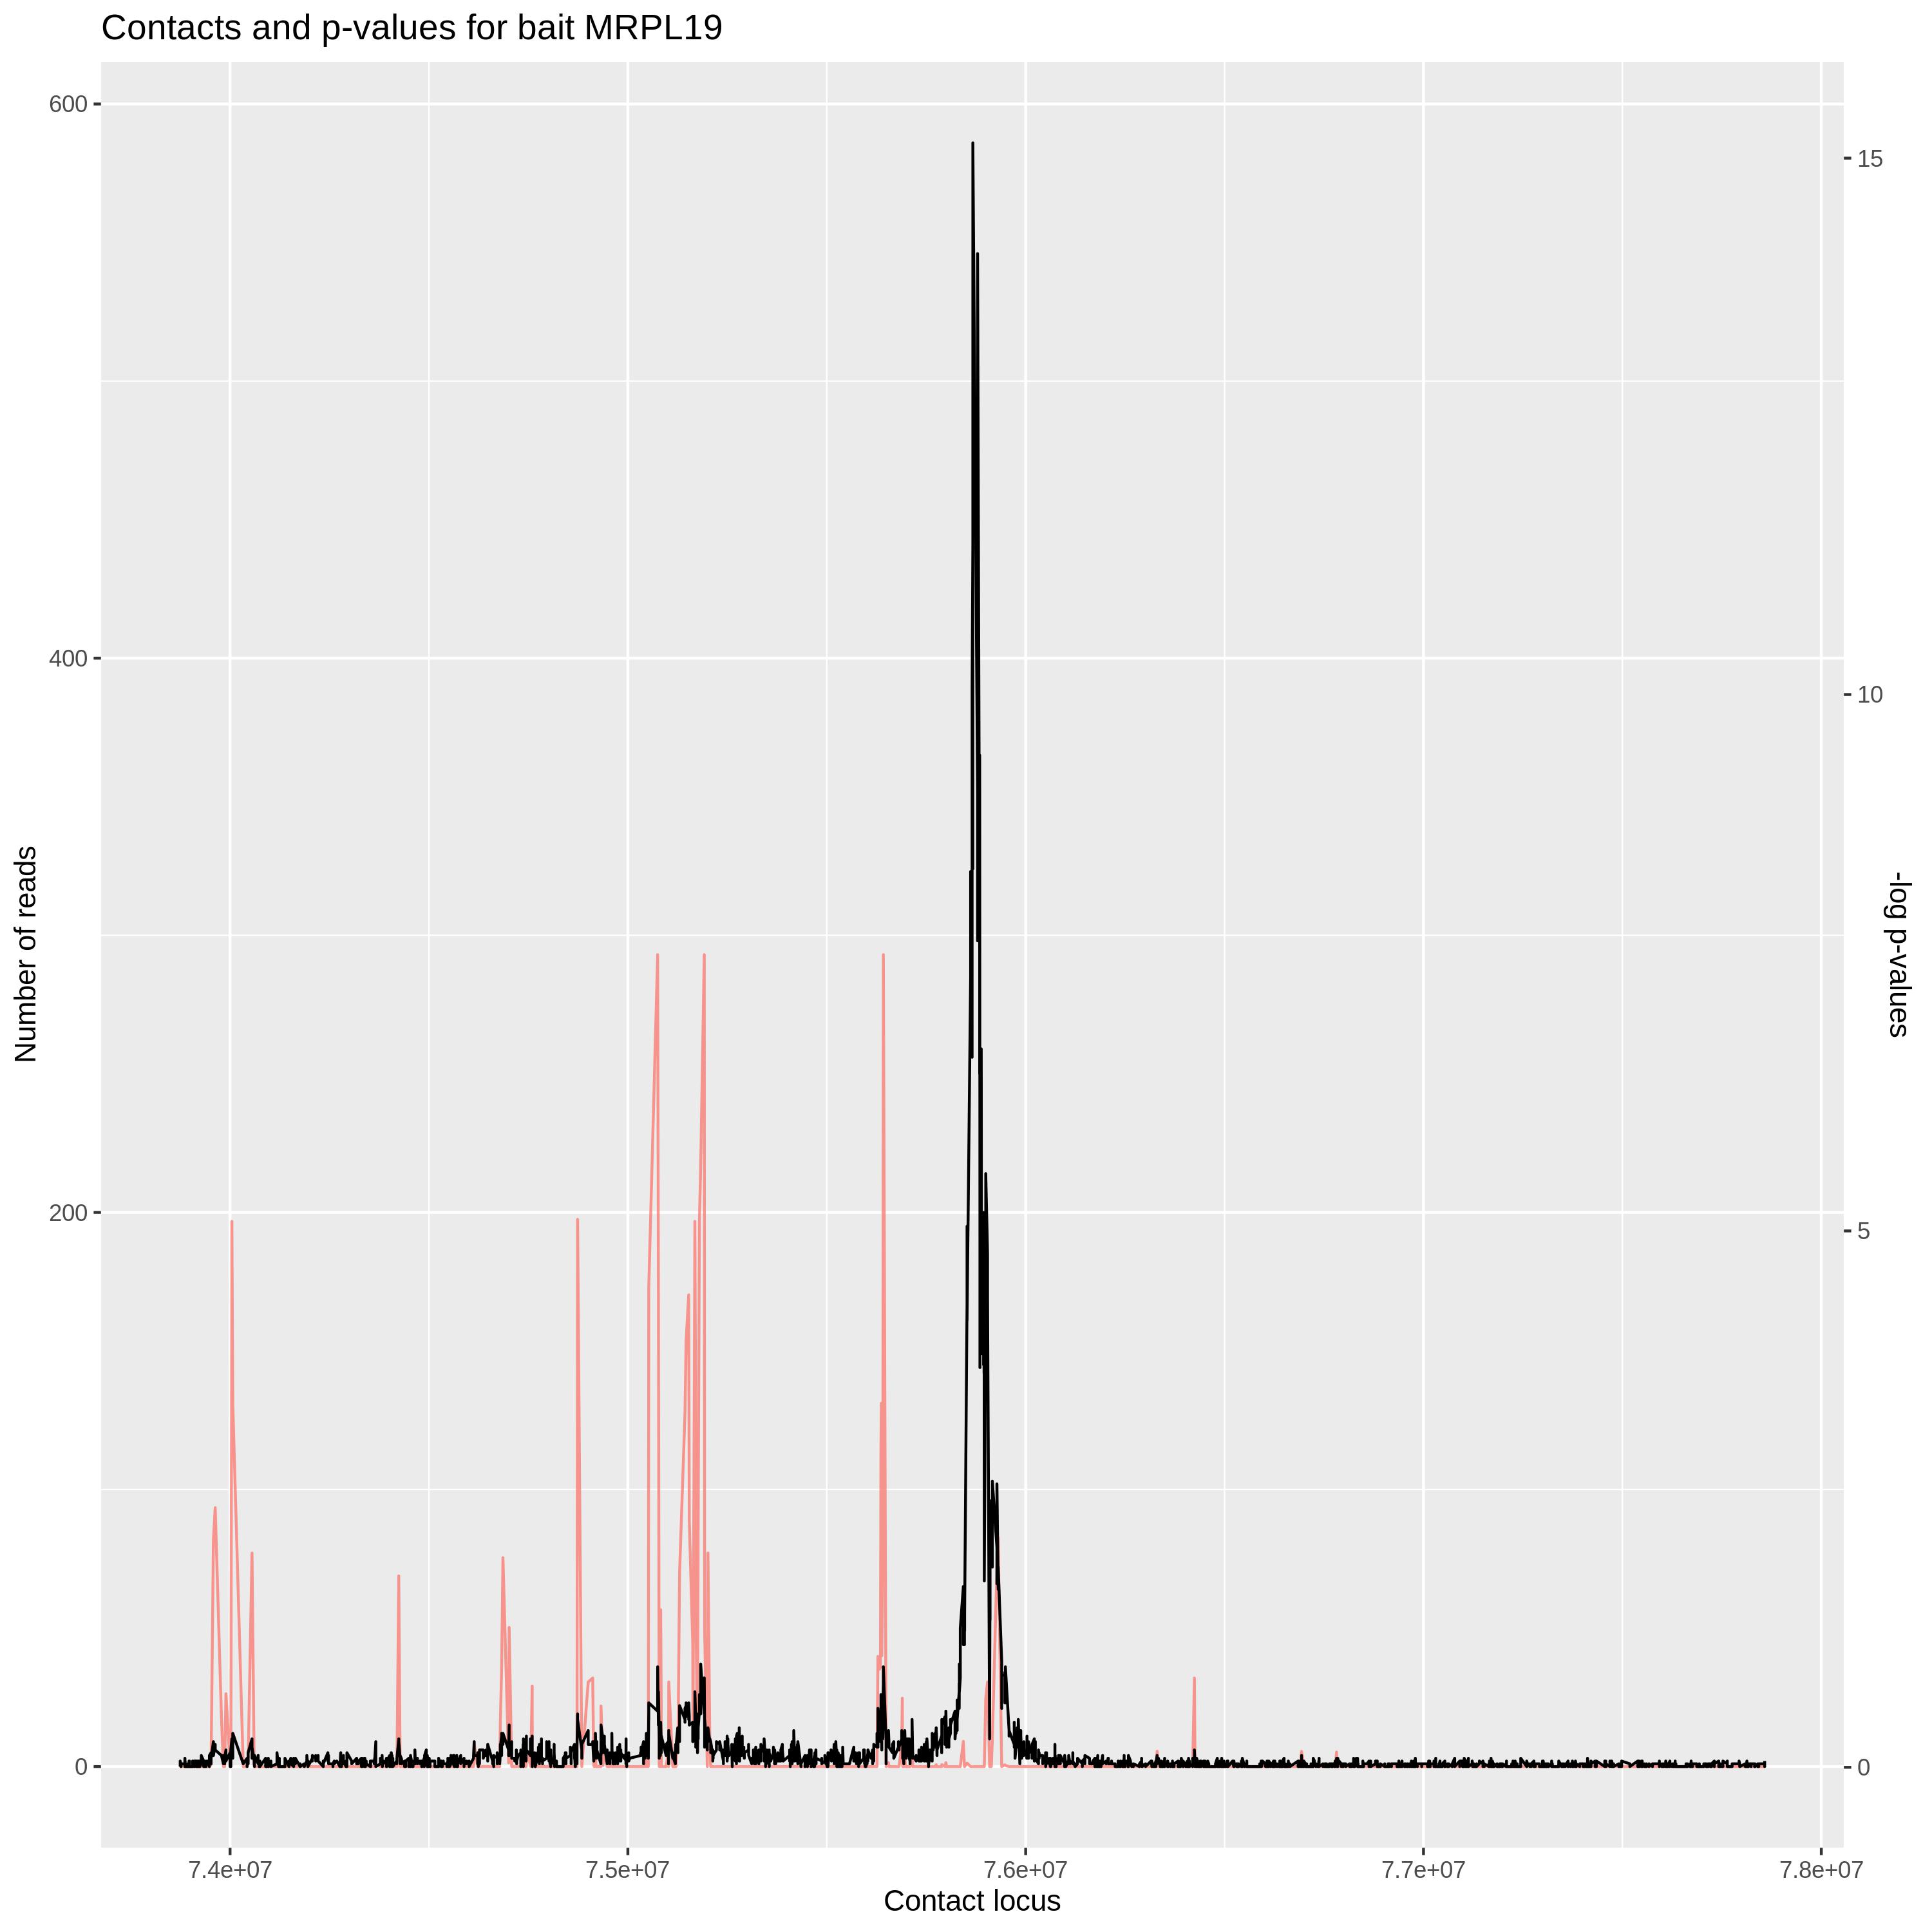 Contacts and p-values for bait MRPL19
600
400
200
0
Number of reads
15
10
5
0
-log p-values
7.4e+07
7.5e+07
7.6e+07
7.7e+07
7.8e+07
Contact locus